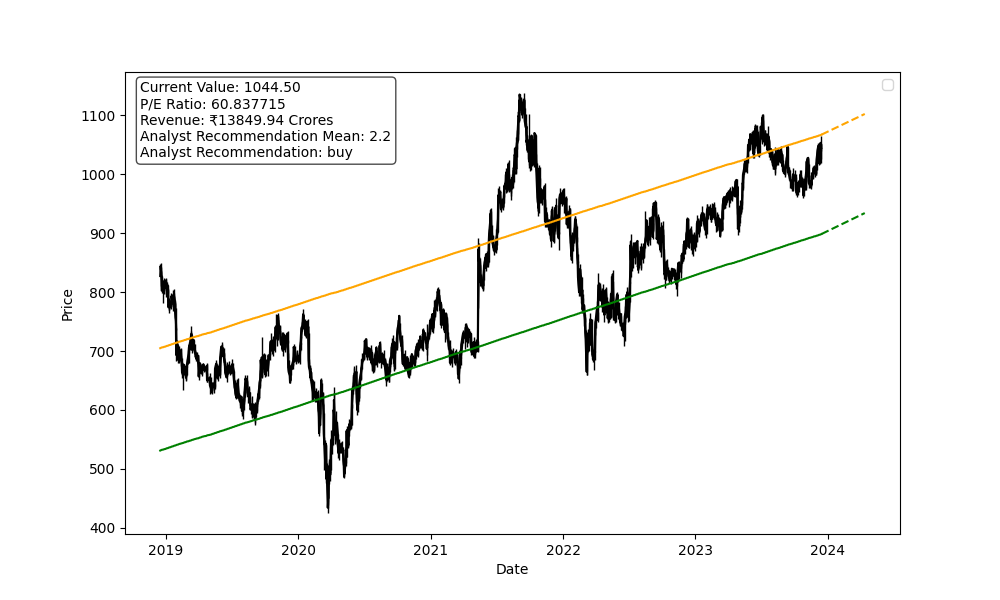 Current Value: 1044.50
P/E Ratio: 60.837715
Revenue: ₹13849.94 Crores
Analyst Recommendation Mean: 2.2
Analyst Recommendation: buy
1100
1000
900
800
700
600
500
400
Price
2019 2020 2021 2022 2023 2024
Date